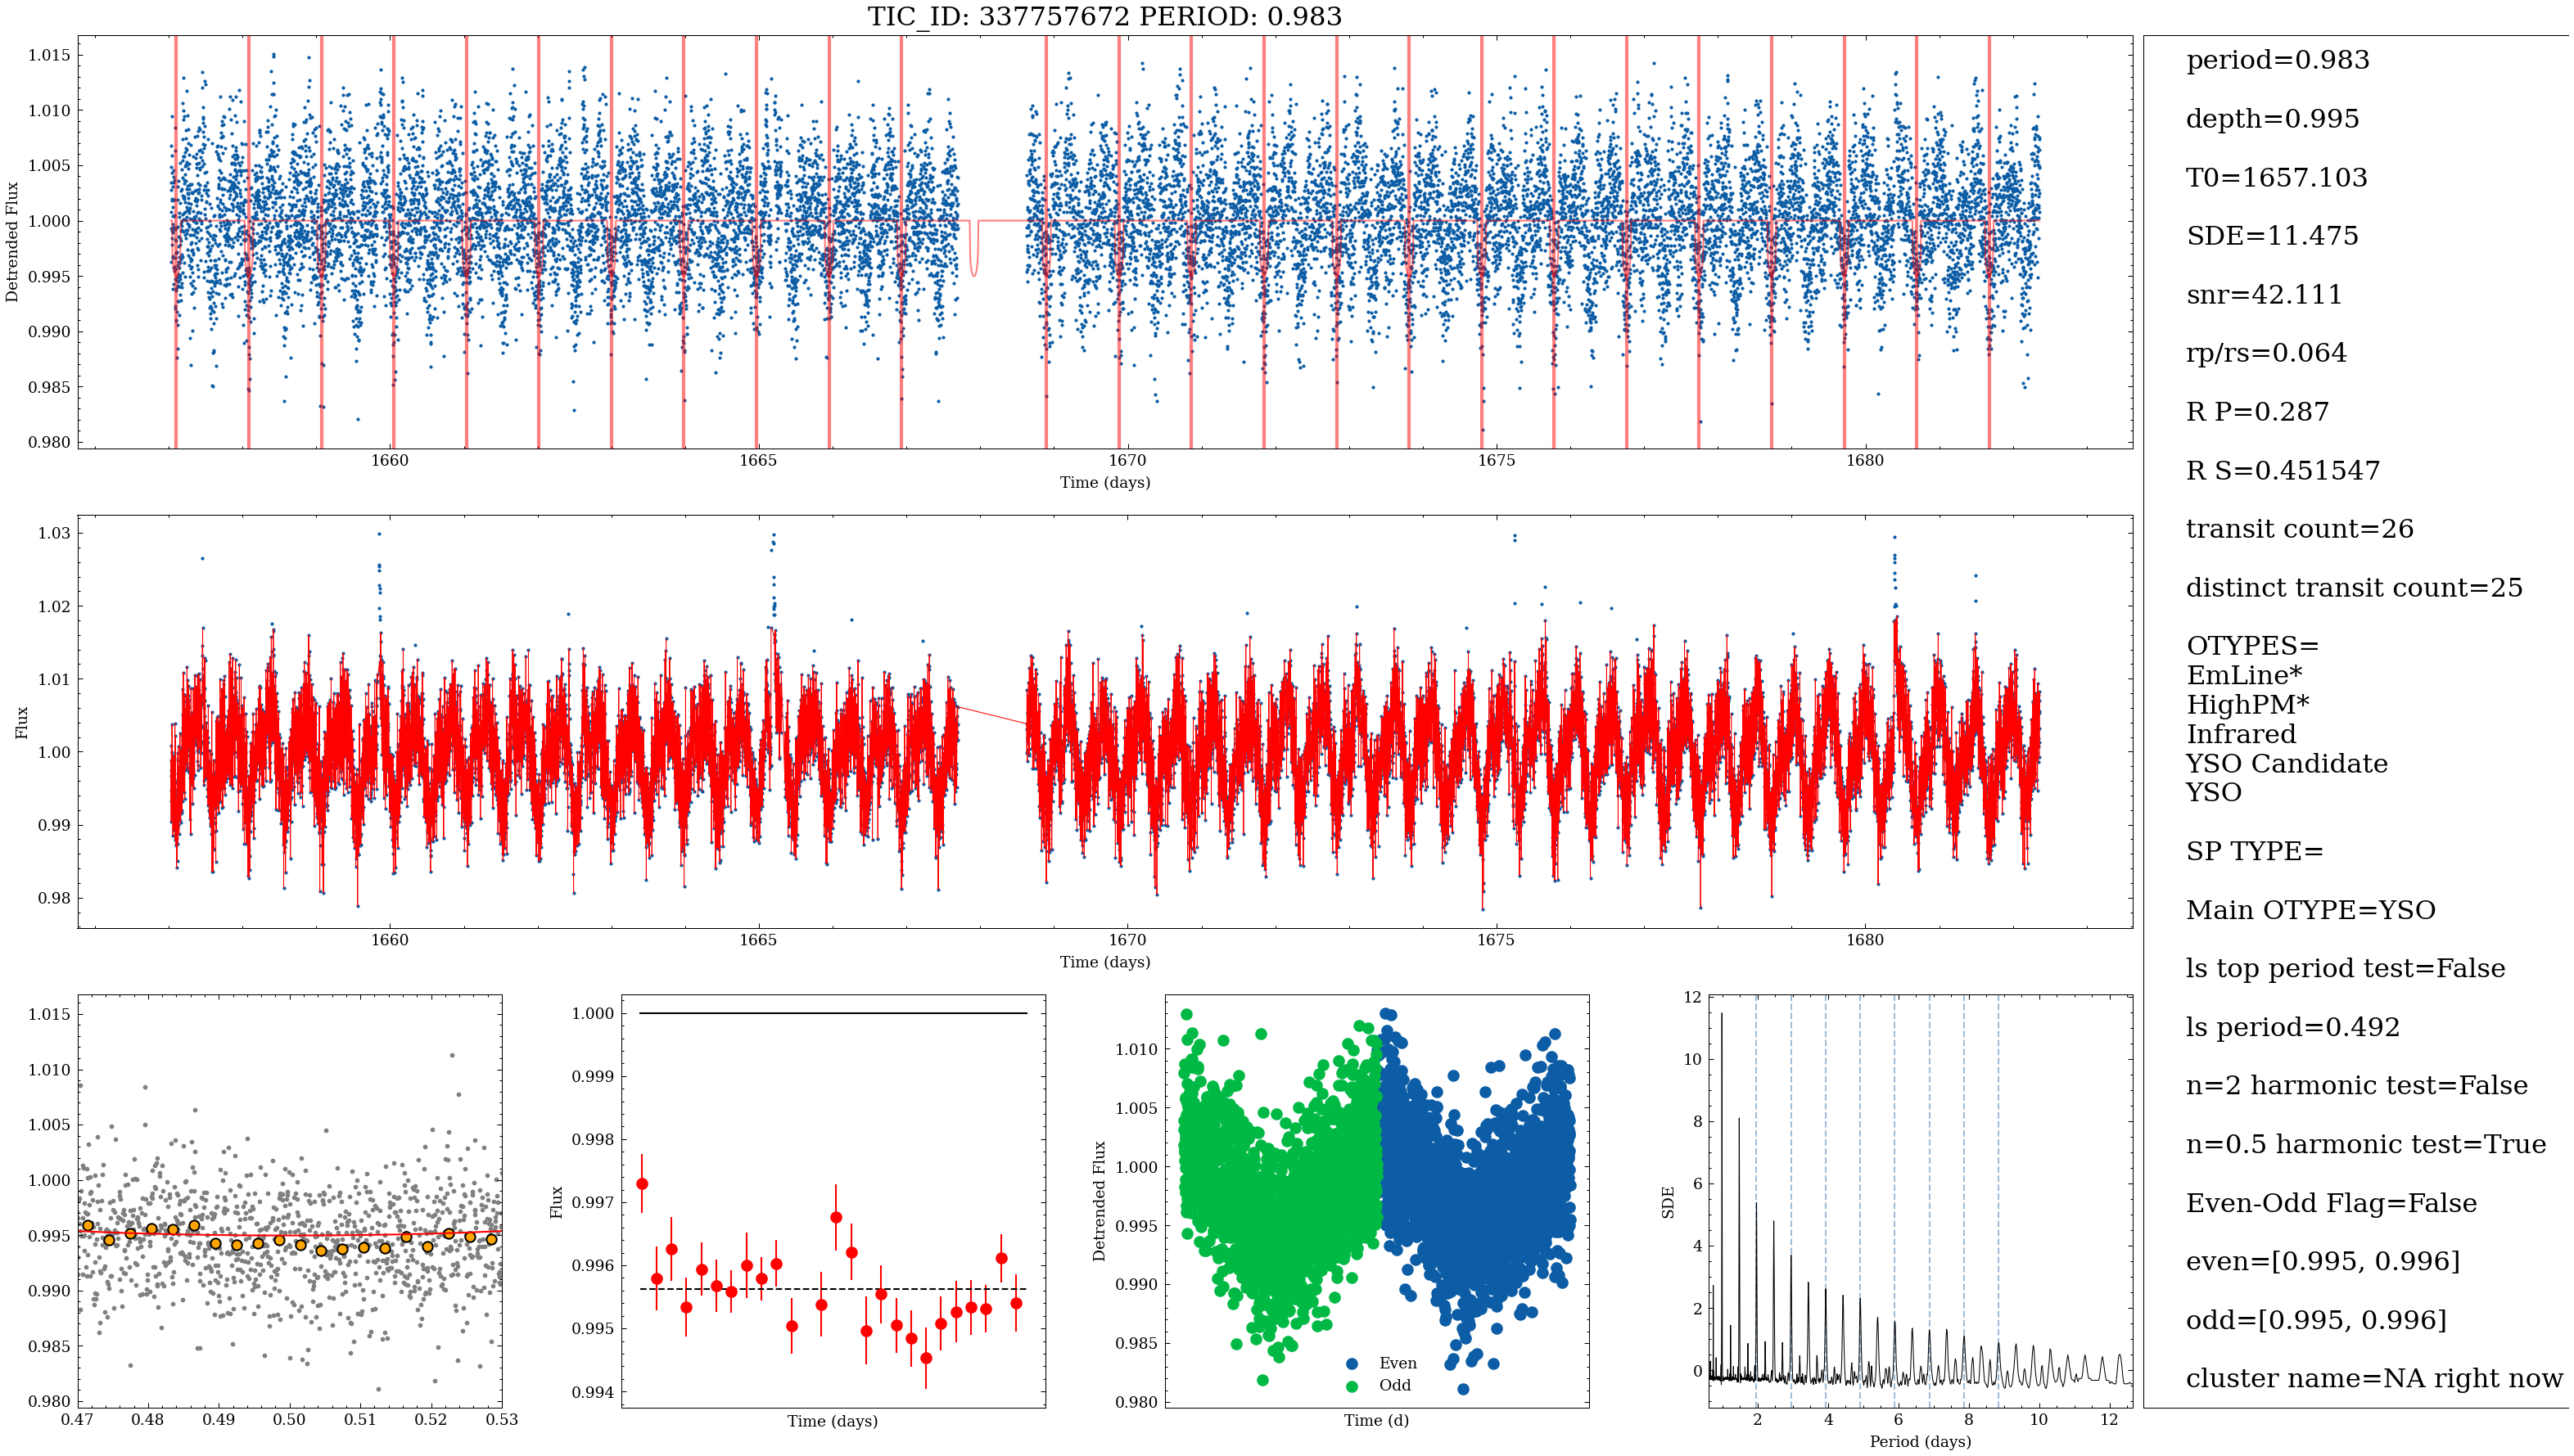 TIC_ID: 337757672 PERIOD: 0.983
1.015
1.010
1.005
1.000
0.995
0.990
0.985
0.980
Detrended Flux
1660
1665
1670
1675
1680
Time (days)
1.03
1.02
1.01
1.00
0.99
0.98
Flux
1660
1665
1670
1675
1680
Time (days)
1.015
1.010
1.005
1.000
0.995
0.990
0.985
0.980
0.47
0.48
0.49
0.50
0.51
0.52
0.53
1.000
0.999
0.998
0.997
0.996
0.995
0.994
Flux
Time (days)
1.010
1.005
1.000
0.995
0.990
0.985
0.980
Detrended Flux
Even
Odd
Time (d)
12
10
8
6
4
2
0
SDE
2
4
6
8
10
12
Period (days)
period=0.983
depth=0.995
T0=1657.103
SDE=11.475
snr=42.111
rp/rs=0.064
R P=0.287
R S=0.451547
transit count=26
distinct transit count=25
OTYPES=
EmLine*
HighPM*
Infrared
YSO Candidate
YSO
SP TYPE=
Main OTYPE=YSO
ls top period test=False
ls period=0.492
n=2 harmonic test=False
n=0.5 harmonic test=True
Even-Odd Flag=False
even=[0.995, 0.996]
odd=[0.995, 0.996]
cluster name=NA right now